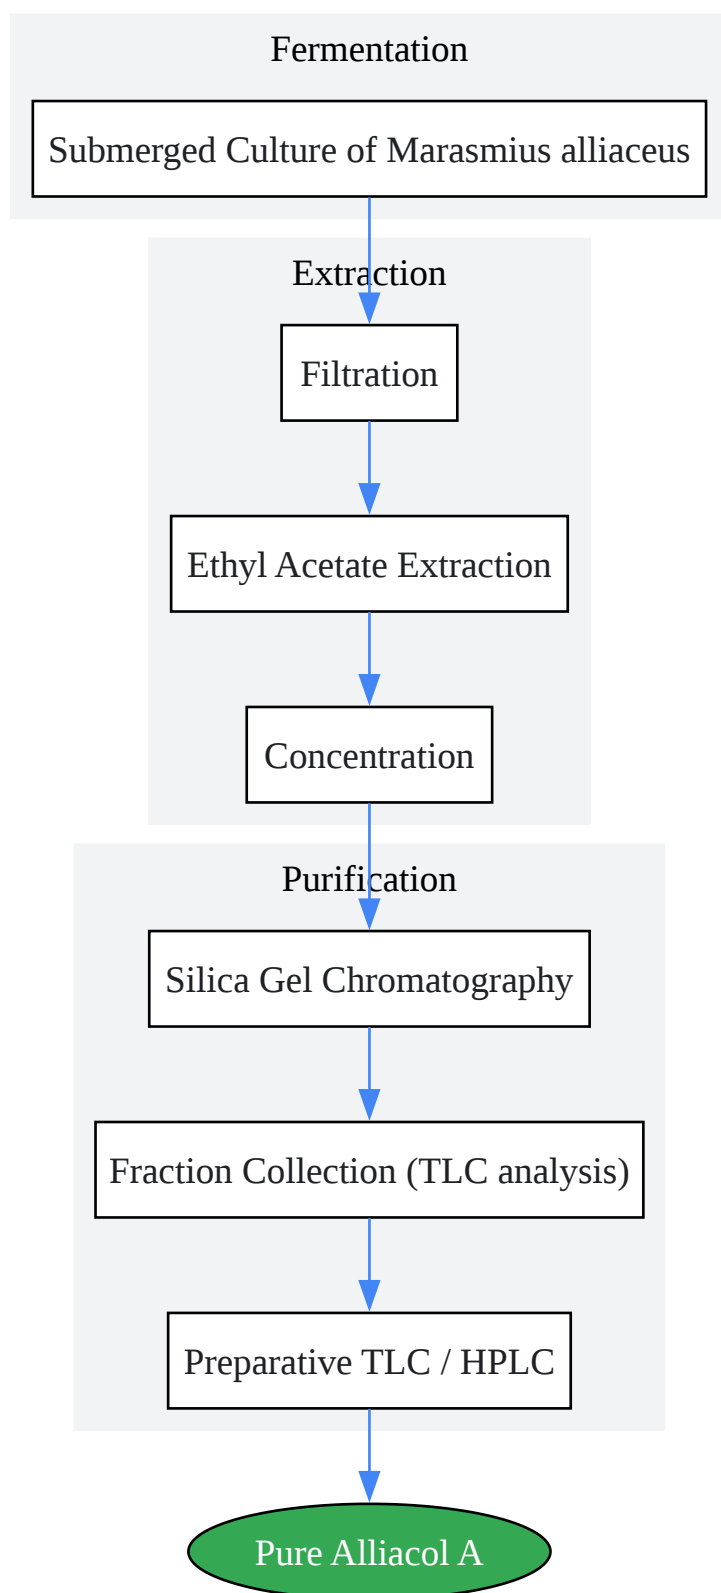 Fermentation
Submerged Culture of Marasmius alliaceus
Extraction
Filtration
Ethyl Acetate Extraction
Concentration
Purification
Silica Gel Chromatography
Fraction Collection (TLC analysis)
Preparative TLC / HPLC
Pure Alliacol A